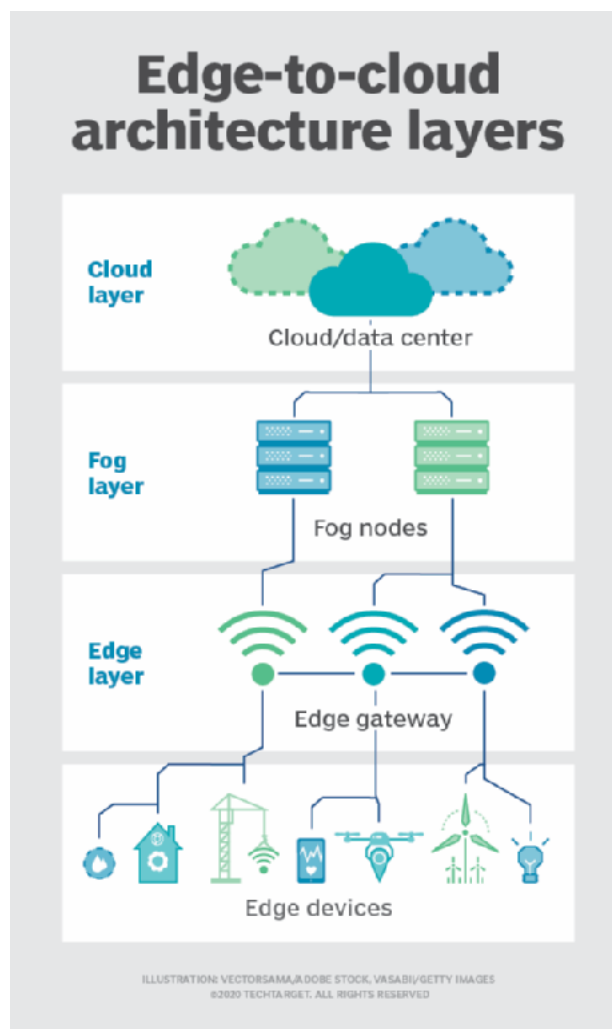 Edge-to-cloud
architecture layers
Cloud
layer
Cloud/data center
Fog
layer
Fog nodes
Edge
layer
Edge gateway
Edge devices
ILLUSTRATION: VECTORSAMA/ADOBE STOCK, VASABII/GETTY IMAGES
©2020 TECHTARGET. ALL RIGHTS RESERVED